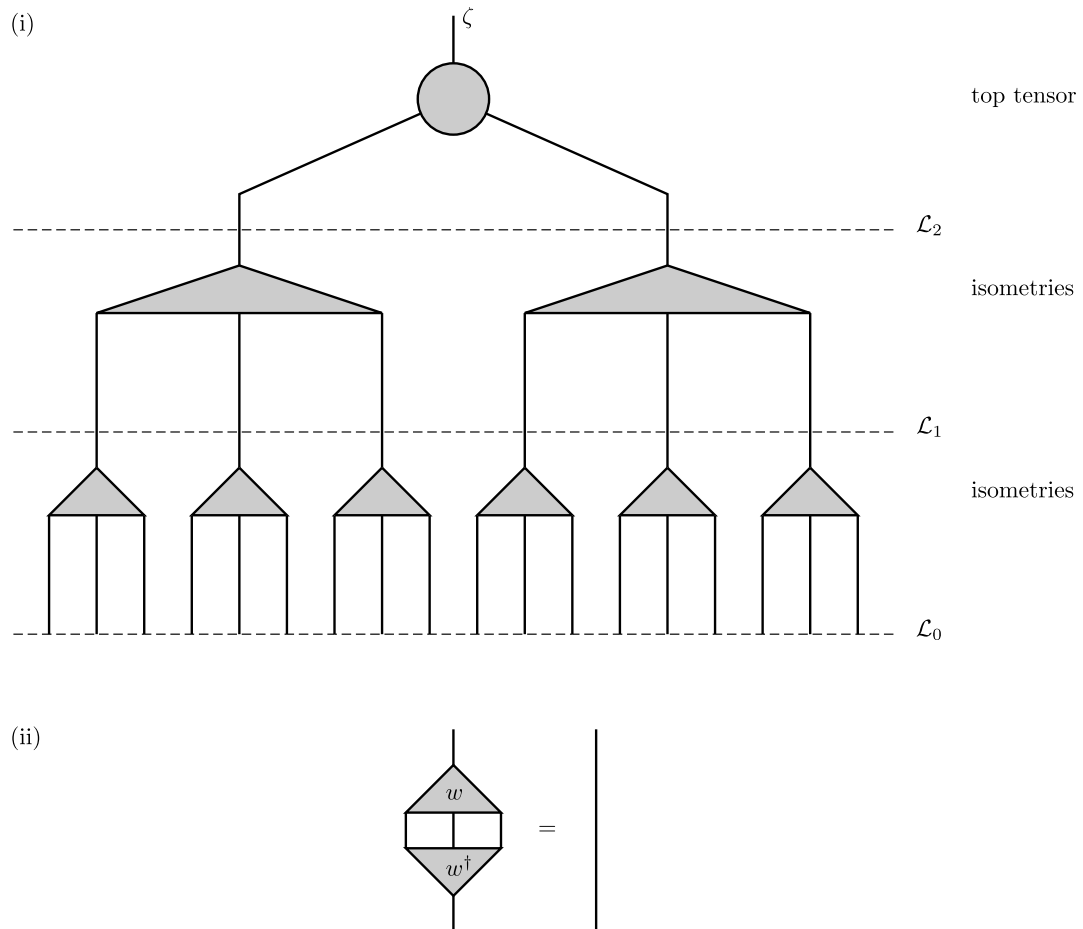 (i)
ζ
top tensor
ℒ₂
isometries
ℒ₁
isometries
ℒ₀
(ii)
w
=
w†